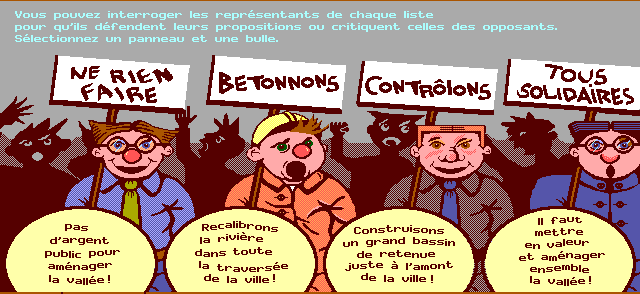 Vous pouvez interroger les représentants de chaque liste
pour qu'ils défendent leurs propositions ou critiquent celles des opposants.
Sélectionnez un panneau et une bulle.
NE RIEN
FAIRE
BETONNONS
CONTRÔlONS
TOUS
SOLIDAIRES
Pas
d'argent
public pour
aménager
la vallée!
Recalibrons
la rivière
dans toute
la traversée
de la ville!
Construisons
un grand bassin
de retenue
juste à l'amont
de la ville!
Il faut
mettre
en valeur
et aménager
ensemble
la vallée!